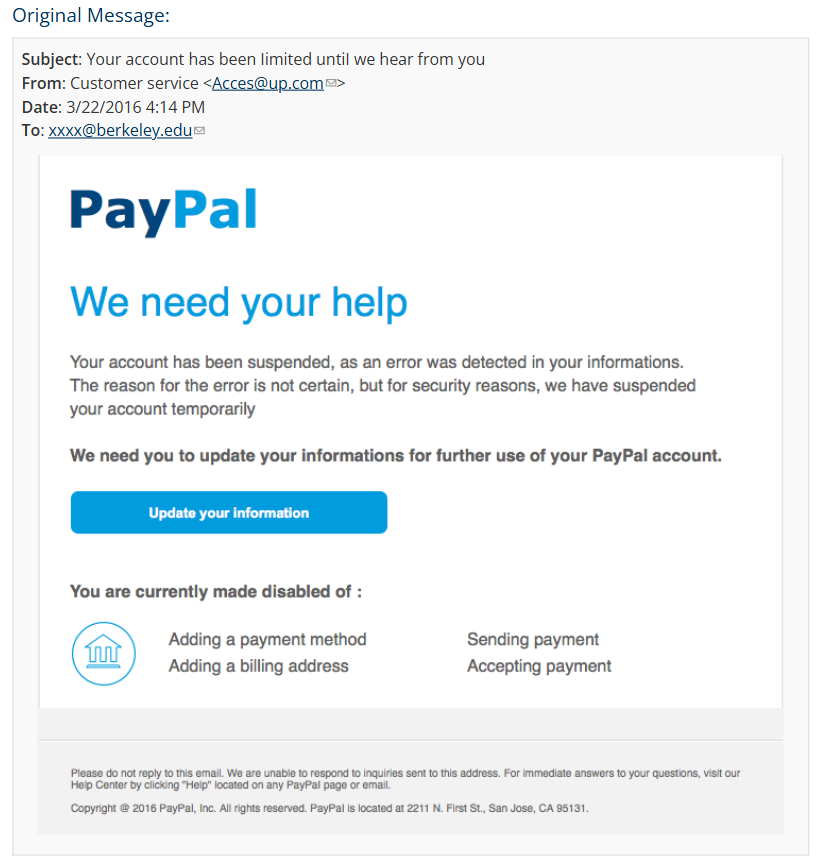 Original Message:
Subject: Your account has been limited until we hear from you
From: Customer service <Acces@up.com>
Date: 3/22/2016 4:14 PM
To: xxxx@berkeley.edu
PayPal
We need your help
Your account has been suspended, as an error was detected in your informations.
The reason for the error is not certain, but for security reasons, we have suspended
your account temporarily
We need you to update your informations for further use of your PayPal account.
Update your information
You are currently made disabled of :
Adding a payment method
Adding a billing address
Sending payment
Accepting payment
Please do not reply to this email. We are unable to respond to inquiries sent to this address. For immediate answers to your questions, visit our
Help Center by clicking "Help" located on any PayPal page or email.
Copyright @ 2016 PayPal, Inc. All rights reserved. PayPal is located at 2211 N. First St., San Jose, CA 95131.